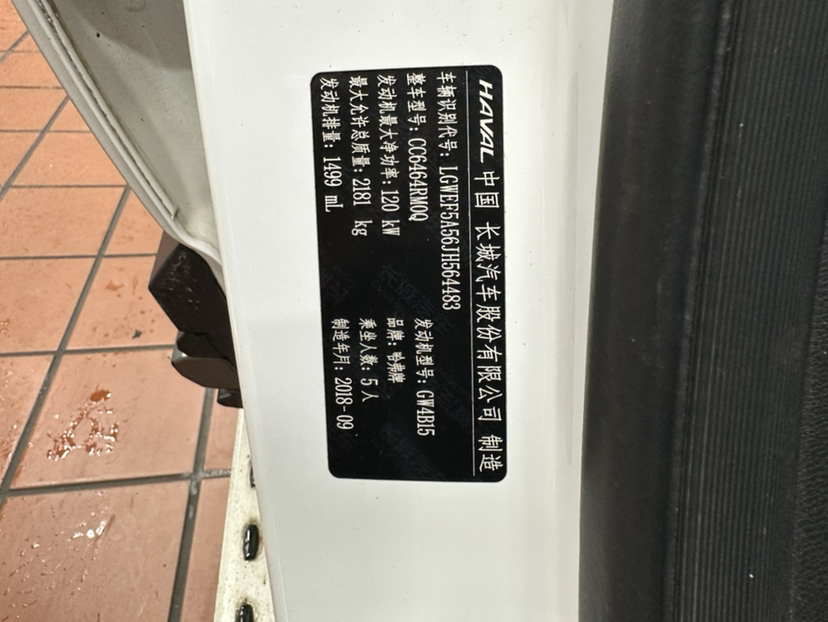 HAVAL 中国 长城汽车股份有限公司 制造
车辆识别代号：LGWEF5A56JH564483
整车型号：CC6464RM0Q 发动机型号：GW4B15
发动机最大净功率：120 kW 品牌：哈弗牌
最大允许总质量：2181 kg 乘坐人数：5人
发动机排量：1499 mL 制造年月：2018-09